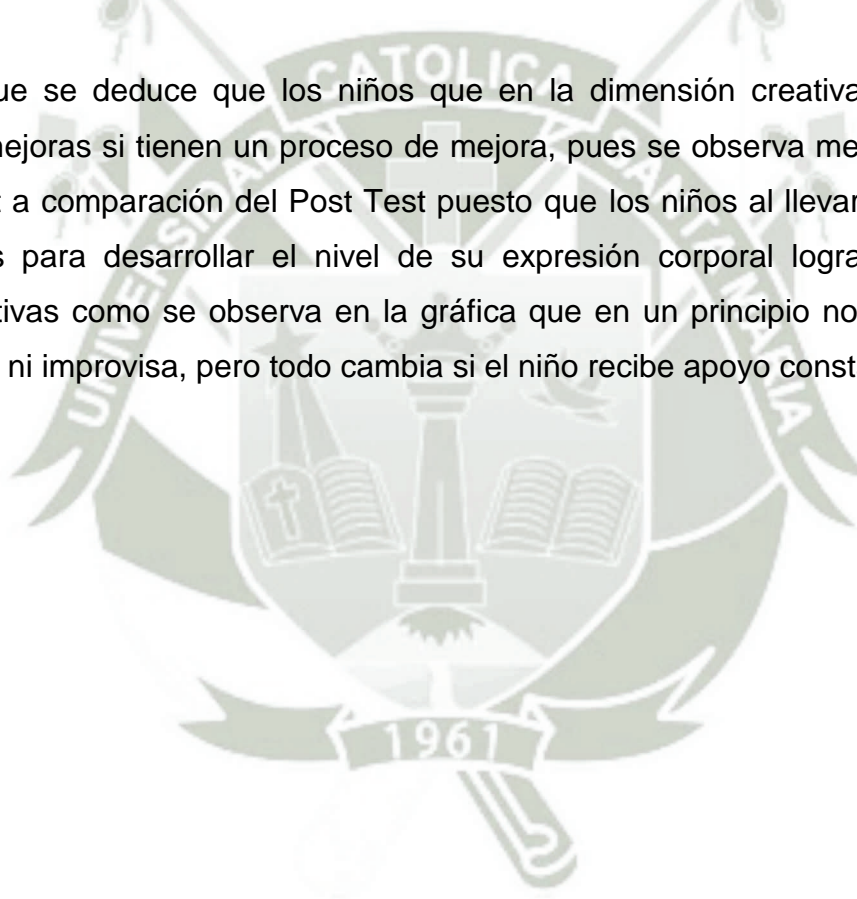 ue se deduce que los niños que en la dimensión creativa
nejoras si tienen un proceso de mejora, pues se observa me
t a comparación del Post Test puesto que los niños al llevar
s para desarrollar el nivel de su expresión corporal logra
tivas como se observa en la gráfica que en un principio no
ni improvisa, pero todo cambia si el niño recibe apoyo const
UNIVERSIDAD CATOLICA SANTA MARIA
1961